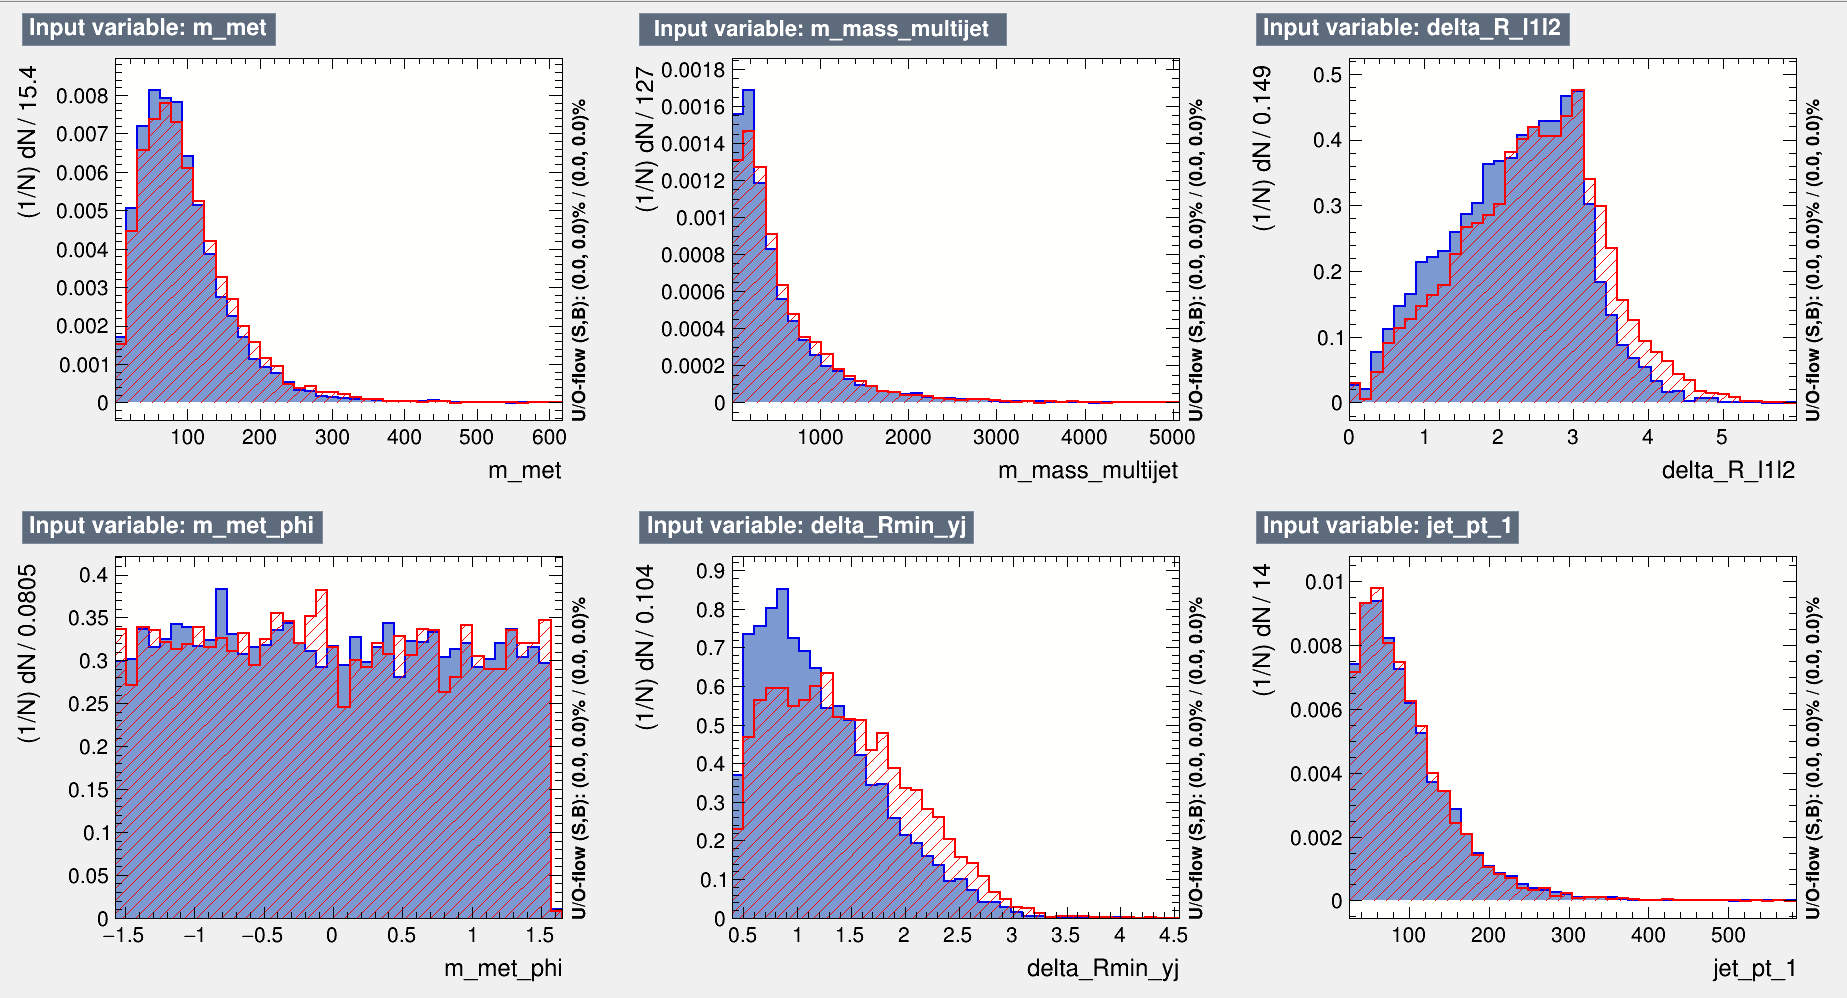 Input variable: m_met
(1/N) dN / 15.4
0.008
0.007
0.006
0.005
0.004
0.003
0.002
0.001
0
100 200 300 400 500 600
m_met
U/O-flow (S,B): (0.0, 0.0)% / (0.0, 0.0)%
Input variable: m_mass_multijet
(1/N) dN / 127
0.0018
0.0016
0.0014
0.0012
0.001
0.0008
0.0006
0.0004
0.0002
0
1000 2000 3000 4000 5000
m_mass_multijet
U/O-flow (S,B): (0.0, 0.0)% / (0.0, 0.0)%
Input variable: delta_R_l1l2
(1/N) dN / 0.149
0.5
0.4
0.3
0.2
0.1
0
0 1 2 3 4 5
delta_R_l1l2
U/O-flow (S,B): (0.0, 0.0)% / (0.0, 0.0)%
Input variable: m_met_phi
(1/N) dN / 0.0805
0.4
0.35
0.3
0.25
0.2
0.15
0.1
0.05
0
−1.5 −1 −0.5 0 0.5 1 1.5
m_met_phi
U/O-flow (S,B): (0.0, 0.0)% / (0.0, 0.0)%
Input variable: delta_Rmin_yj
(1/N) dN / 0.104
0.9
0.8
0.7
0.6
0.5
0.4
0.3
0.2
0.1
0
0.5 1 1.5 2 2.5 3 3.5 4 4.5
delta_Rmin_yj
U/O-flow (S,B): (0.0, 0.0)% / (0.0, 0.0)%
Input variable: jet_pt_1
(1/N) dN / 14
0.01
0.008
0.006
0.004
0.002
0
100 200 300 400 500
jet_pt_1
U/O-flow (S,B): (0.0, 0.0)% / (0.0, 0.0)%